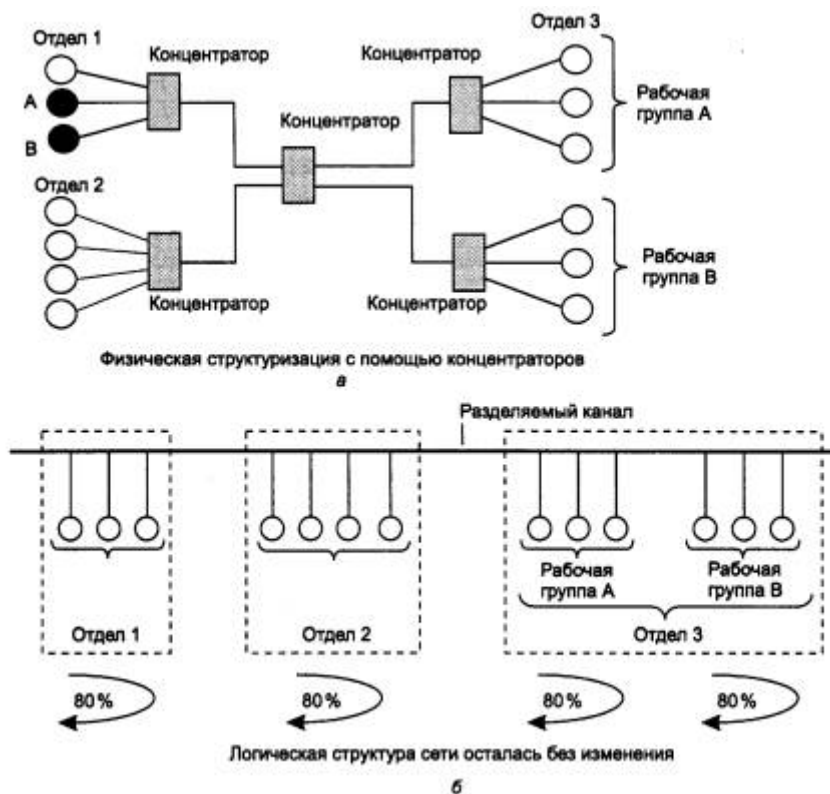 Отдел 1
Отдел 3
Концентратор
Концентратор
Рабочая
группа А
А
Концентратор
В
Отдел 2
Рабочая
группа В
Концентратор
Концентратор
Физическая структуризация с помощью концентраторов
а
Разделяемый канал
Рабочая
группа А
Рабочая
группа В
Отдел 1
Отдел 2
Отдел 3
80%
80%
80%
80%
Логическая структура сети осталась без изменения
б